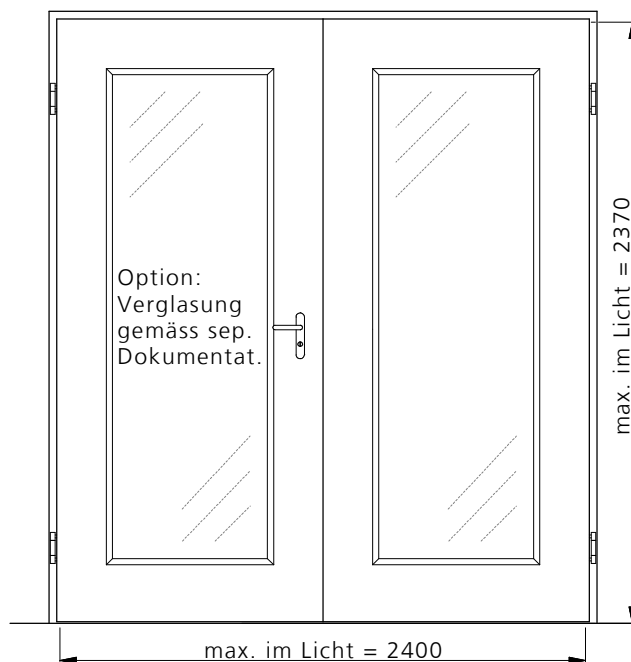 Option:
Verglasung
gemäss sep.
Dokumentat.
max. im Licht = 2370
max. im Licht = 2400